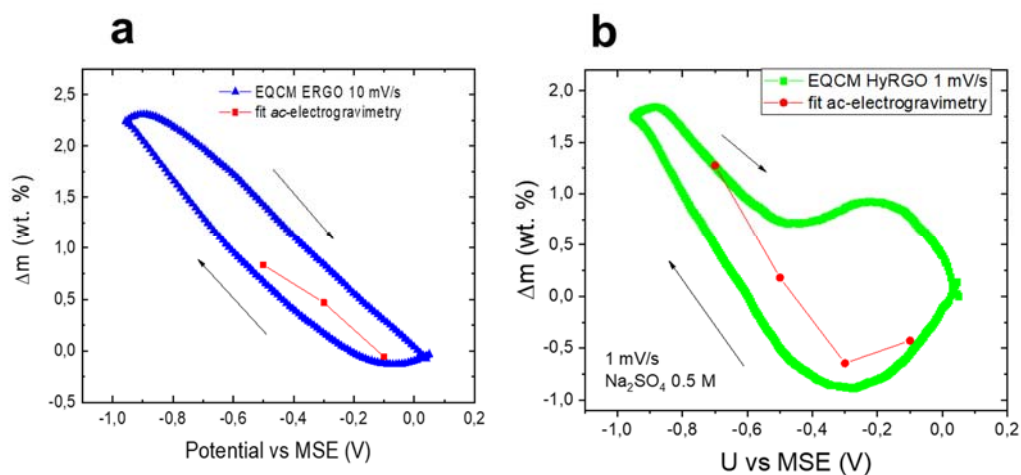 a
EQCM ERGO 10 mV/s
fit ac-electrogravimetry
2,5
2,0
1,5
1,0
0,5
0,0
-0,5
Δm (wt. %)
-1,0
-0,8
-0,6
-0,4
-0,2
0,0
0,2
Potential vs MSE (V)
b
EQCM HyRGO 1 mV/s
fit ac-electrogravimetry
2,0
1,5
1,0
0,5
0,0
-0,5
-1,0
Δm (wt. %)
1 mV/s
Na₂SO₄ 0.5 M
-1,0
-0,8
-0,6
-0,4
-0,2
0,0
0,2
U vs MSE (V)